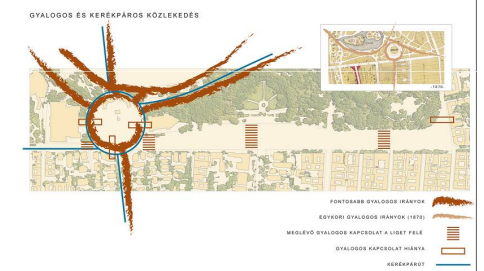 GYALOGOS ÉS KERÉKPÁROS KÖZLEKEDÉS
-1870-
FONTOSABB GYALOGOS IRÁNYOK
EGYKORI GYALOGOS IRÁNYOK (1870)
MEGLÉVŐ GYALOGOS KAPCSOLAT A LIGET FELÉ
GYALOGOS KAPCSOLAT HIÁNYA
KERÉKPÁRÚT